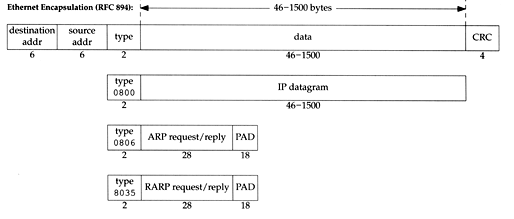 Ethernet Encapsulation (RFC 894):
46–1500 bytes
destination addr
source addr
type
data
CRC
6
6
2
46–1500
4
type 0800
IP datagram
2
46–1500
type 0806
ARP request/reply
PAD
2
28
18
type 8035
RARP request/reply
PAD
2
28
18